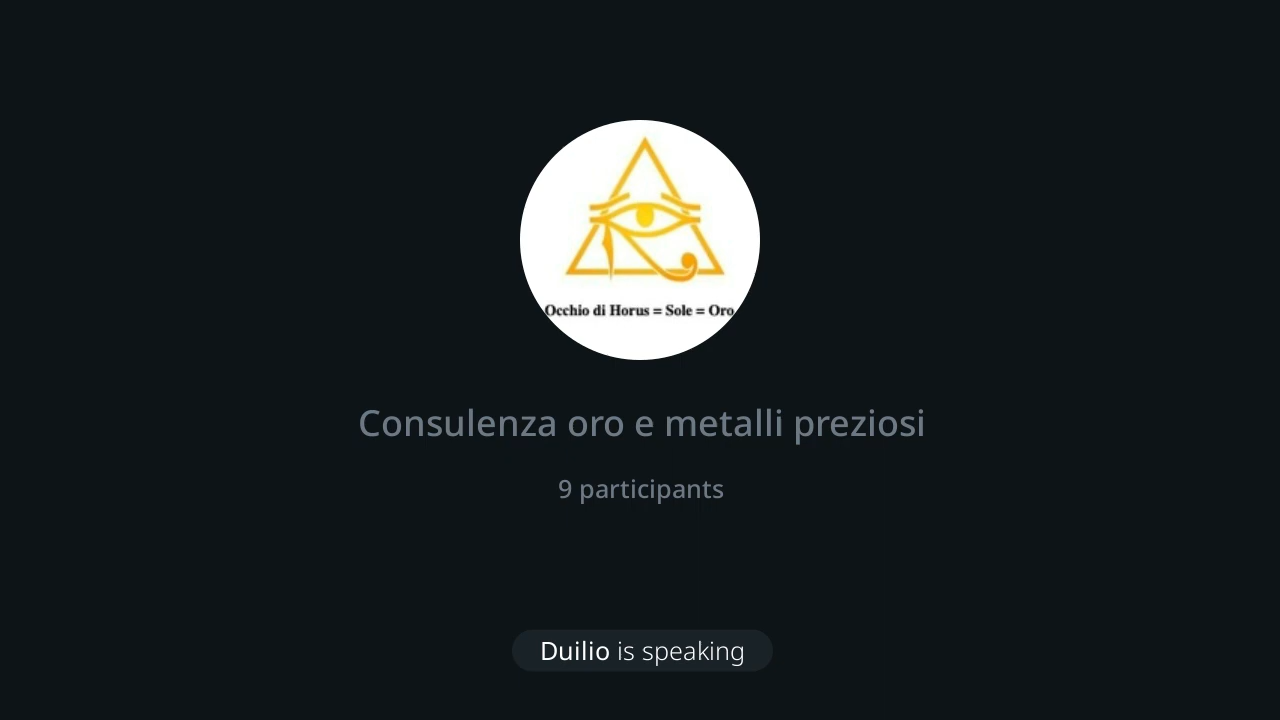 Occhio di Horus = Sole = Oro
Consulenza oro e metalli preziosi
9 participants
Duilio is speaking